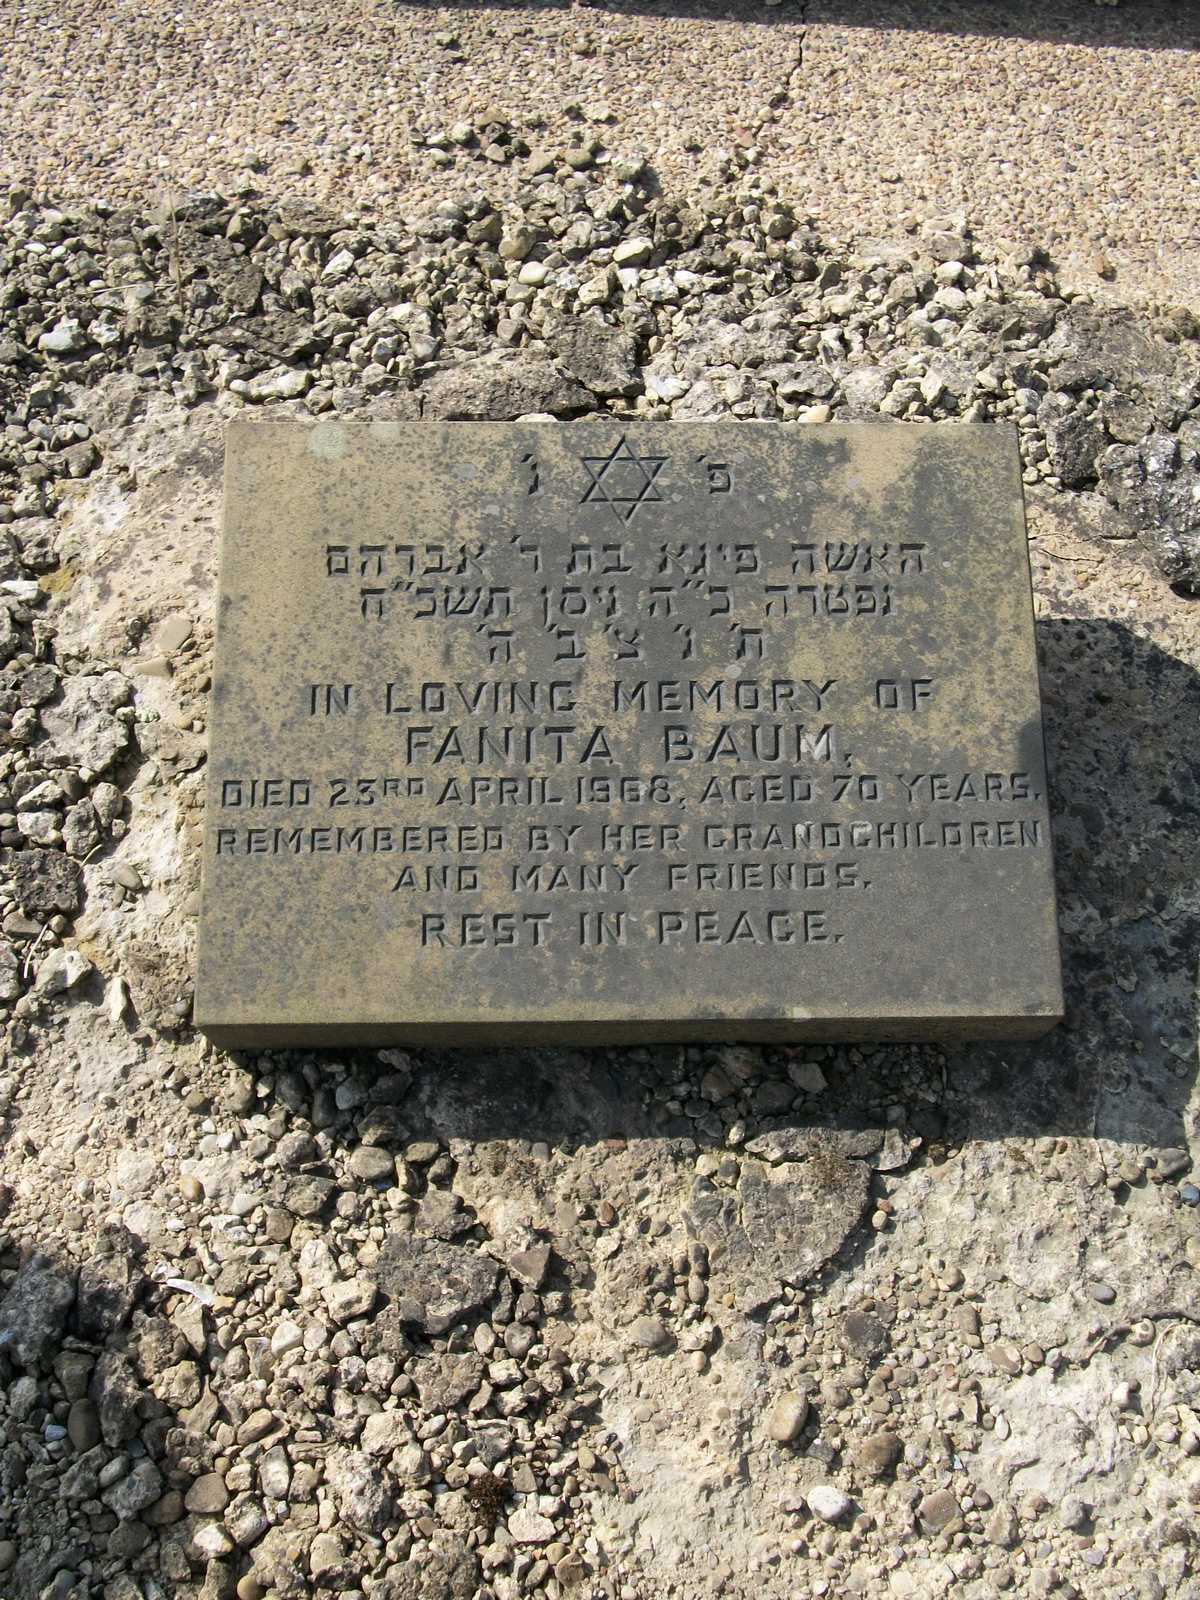 פ' נ'
האשה פיגא בת ר' אברהם
נפטרה כ"ה ניסן תשכ"ח
ת' נ' צ' ב' ה'
IN LOVING MEMORY OF
FANITA BAUM,
DIED 23RD APRIL 1968, AGED 70 YEARS.
REMEMBERED BY HER GRANDCHILDREN
AND MANY FRIENDS.
REST IN PEACE.